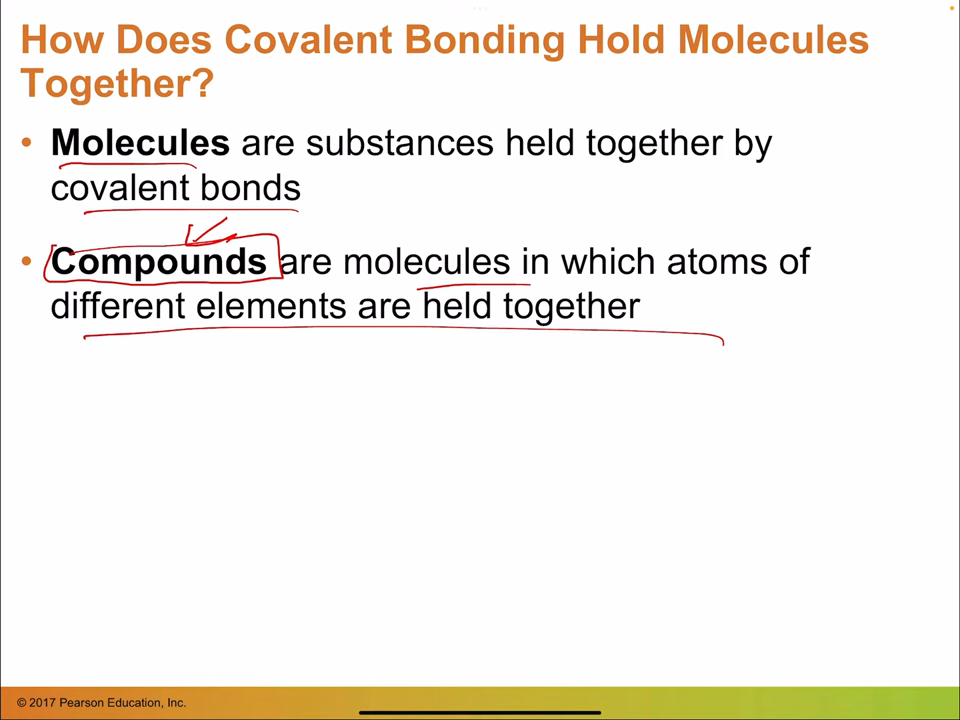 How Does Covalent Bonding Hold Molecules
Together?
• Molecules are substances held together by
covalent bonds
• Compounds are molecules in which atoms of
different elements are held together
© 2017 Pearson Education, Inc.